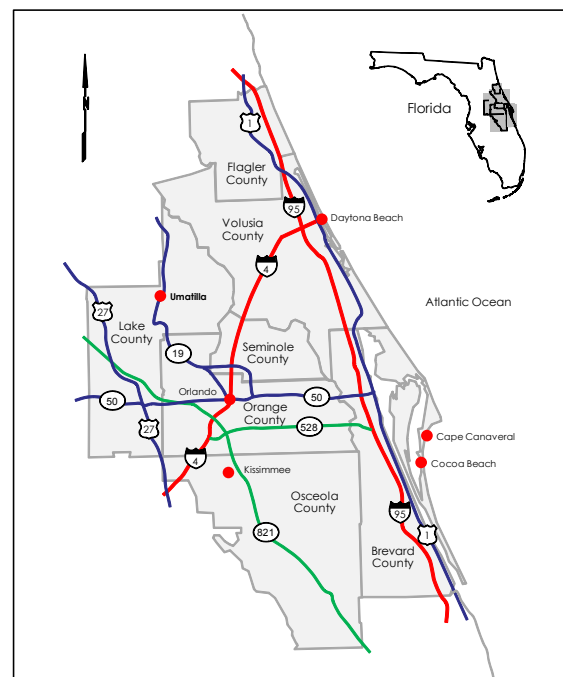 N
Florida
1
Flagler
County
95
Daytona Beach
Volusia
County
4
Umatilla
Atlantic Ocean
27
Lake
County
19
Seminole
County
Orlando
50
50
Orange
County
27
528
Cape Canaveral
4
Kissimmee
Cocoa Beach
Osceola
County
95
1
821
Brevard
County